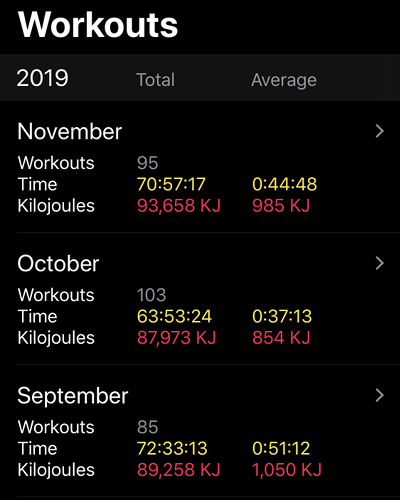 Workouts
2019 Total Average
November
Workouts 95
Time 70:57:17 0:44:48
Kilojoules 93,658 KJ 985 KJ
October
Workouts 103
Time 63:53:24 0:37:13
Kilojoules 87,973 KJ 854 KJ
September
Workouts 85
Time 72:33:13 0:51:12
Kilojoules 89,258 KJ 1,050 KJ